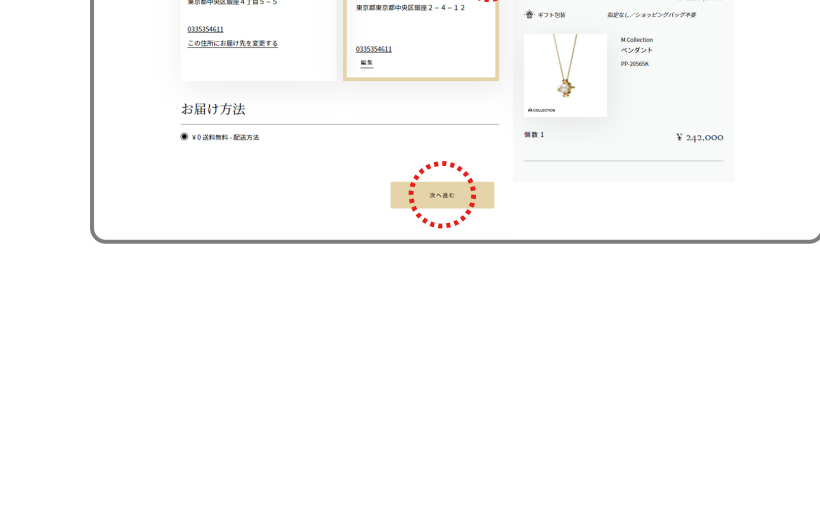 東京都中央区銀座４丁目５－５
0335354611
この住所にお届け先を変更する
東京都東京都中央区銀座２－４－１２
0335354611
編集
お届け方法
¥ 0 送料無料 - 配送方法
次へ進む
ギフト包装
指定なし／ショッピングバッグ不要
M COLLECTION
M Collection
ペンダント
PP-20565K
個数 1
¥ 242,000